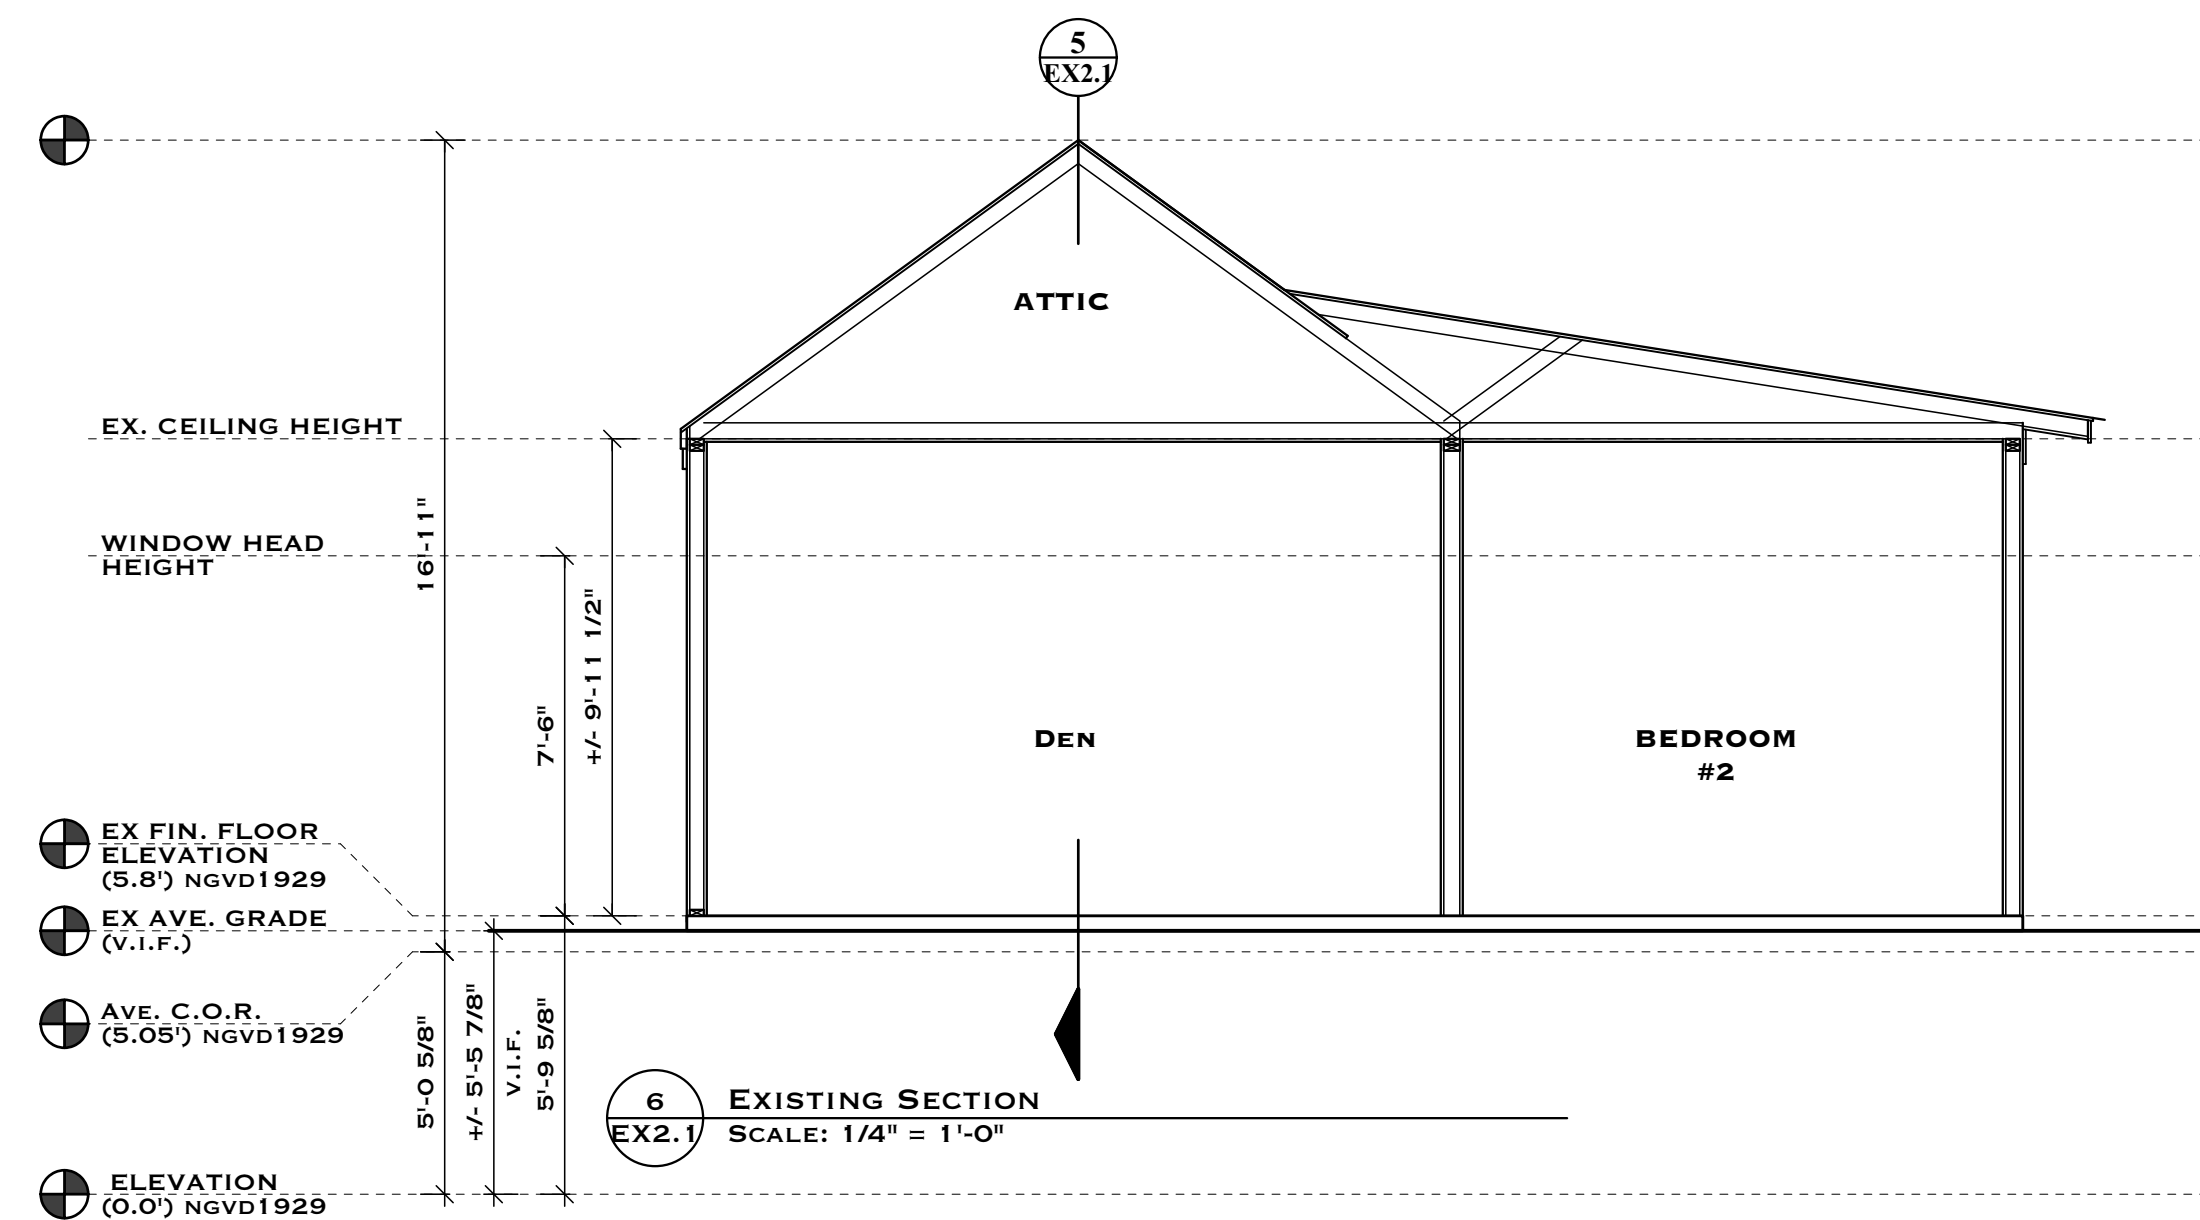 5
EX2.1
ATTIC
EX. CEILING HEIGHT
16'-11"
WINDOW HEAD
HEIGHT
+/- 9'-11 1/2"
7'-6"
DEN
BEDROOM
#2
EX FIN. FLOOR
ELEVATION
(5.8') NGVD1929
EX AVE. GRADE
(V.I.F.)
AVE. C.O.R.
(5.05') NGVD1929
5'-0 5/8"
+/- 5'-5 7/8"
V.I.F.
5'-9 5/8"
6
EX2.1
EXISTING SECTION
SCALE: 1/4" = 1'-0"
ELEVATION
(0.0') NGVD1929